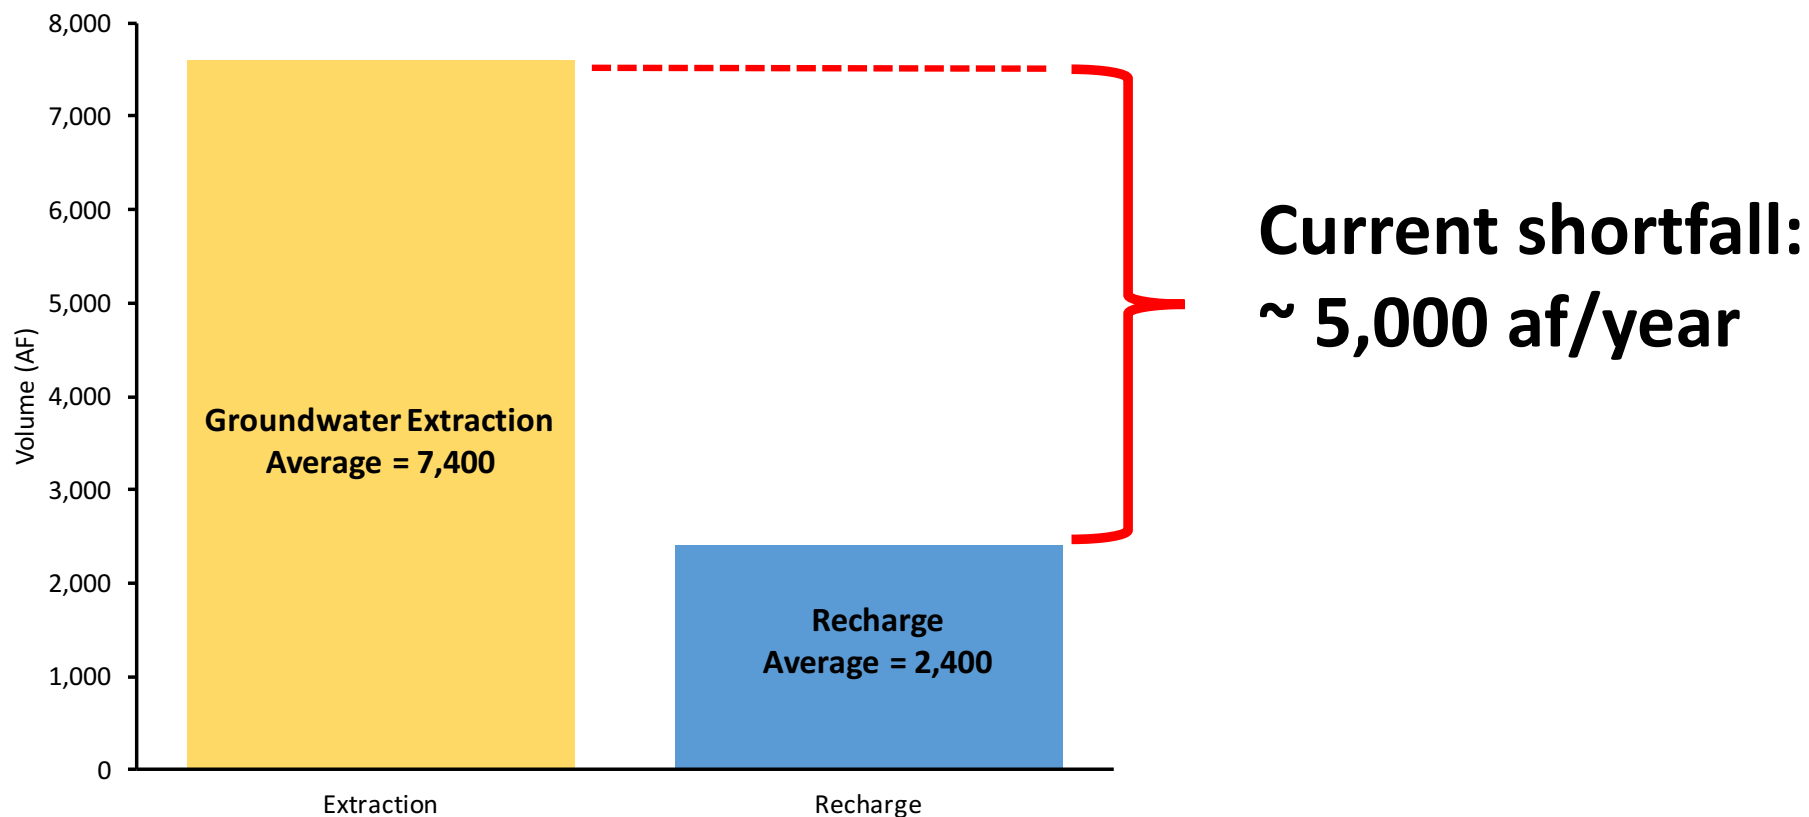 8,000
7,000
6,000
5,000
4,000
3,000
2,000
1,000
0
Volume (AF)
Groundwater Extraction
Average = 7,400
Recharge
Average = 2,400
Extraction
Recharge
Current shortfall:
~ 5,000 af/year